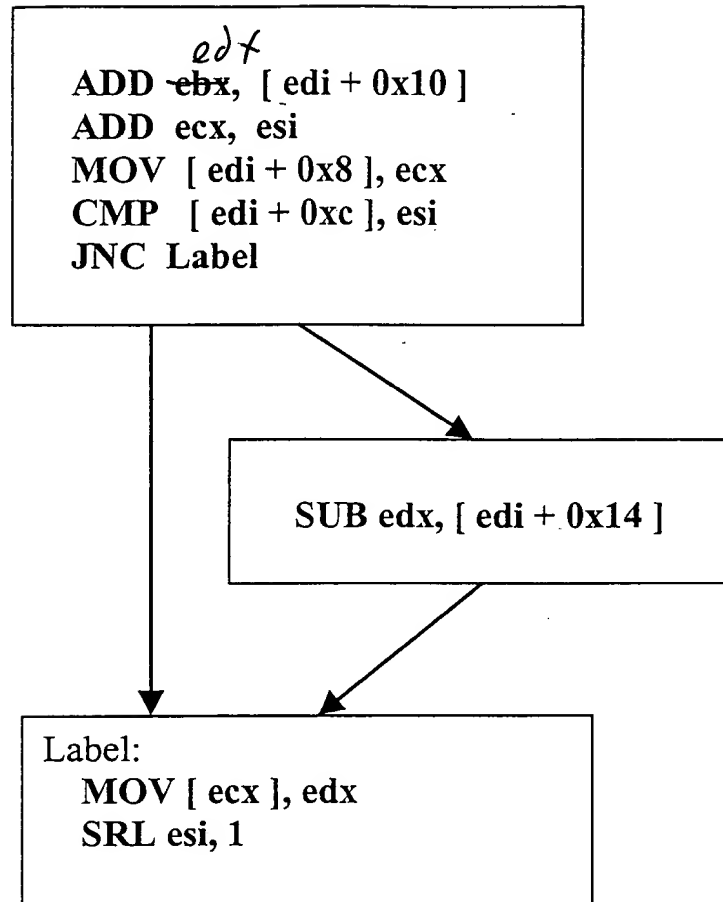 edx
ADD ebx, [ edi + 0x10 ]
ADD ecx, esi
MOV [ edi + 0x8 ], ecx
CMP [ edi + 0xc ], esi
JNC Label
SUB edx, [ edi + 0x14 ]
Label:
MOV [ ecx ], edx
SRL esi, 1